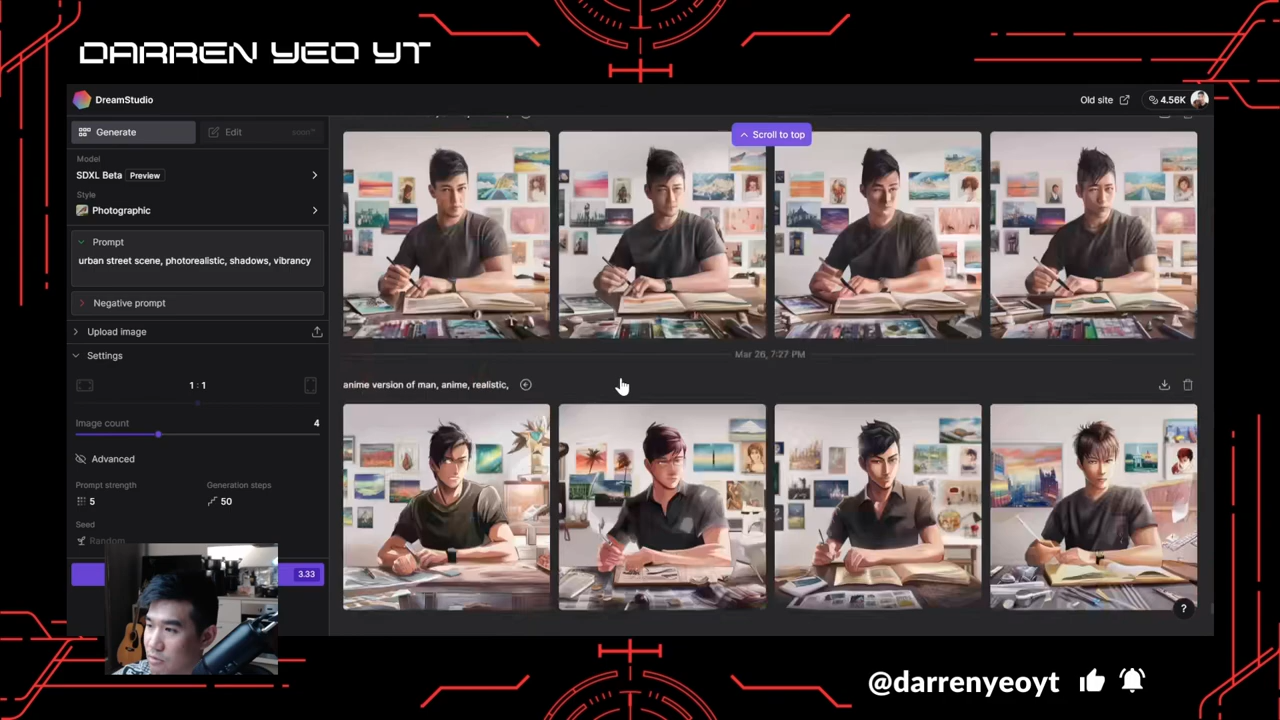 DARREN YEO YT
DreamStudio
Old site
4.56K
Generate
Edit
soon™
Scroll to top
Model
SDXL Beta Preview
Style
Photographic
Prompt
urban street scene, photorealistic, shadows, vibrancy
Negative prompt
Upload image
Settings
1 : 1
Image count 4
Advanced
Prompt strength
5
Generation steps
50
Seed
Random
3.33
Mar 26, 7:27 PM
anime version of man, anime, realistic,
?
@darrenyeoyt